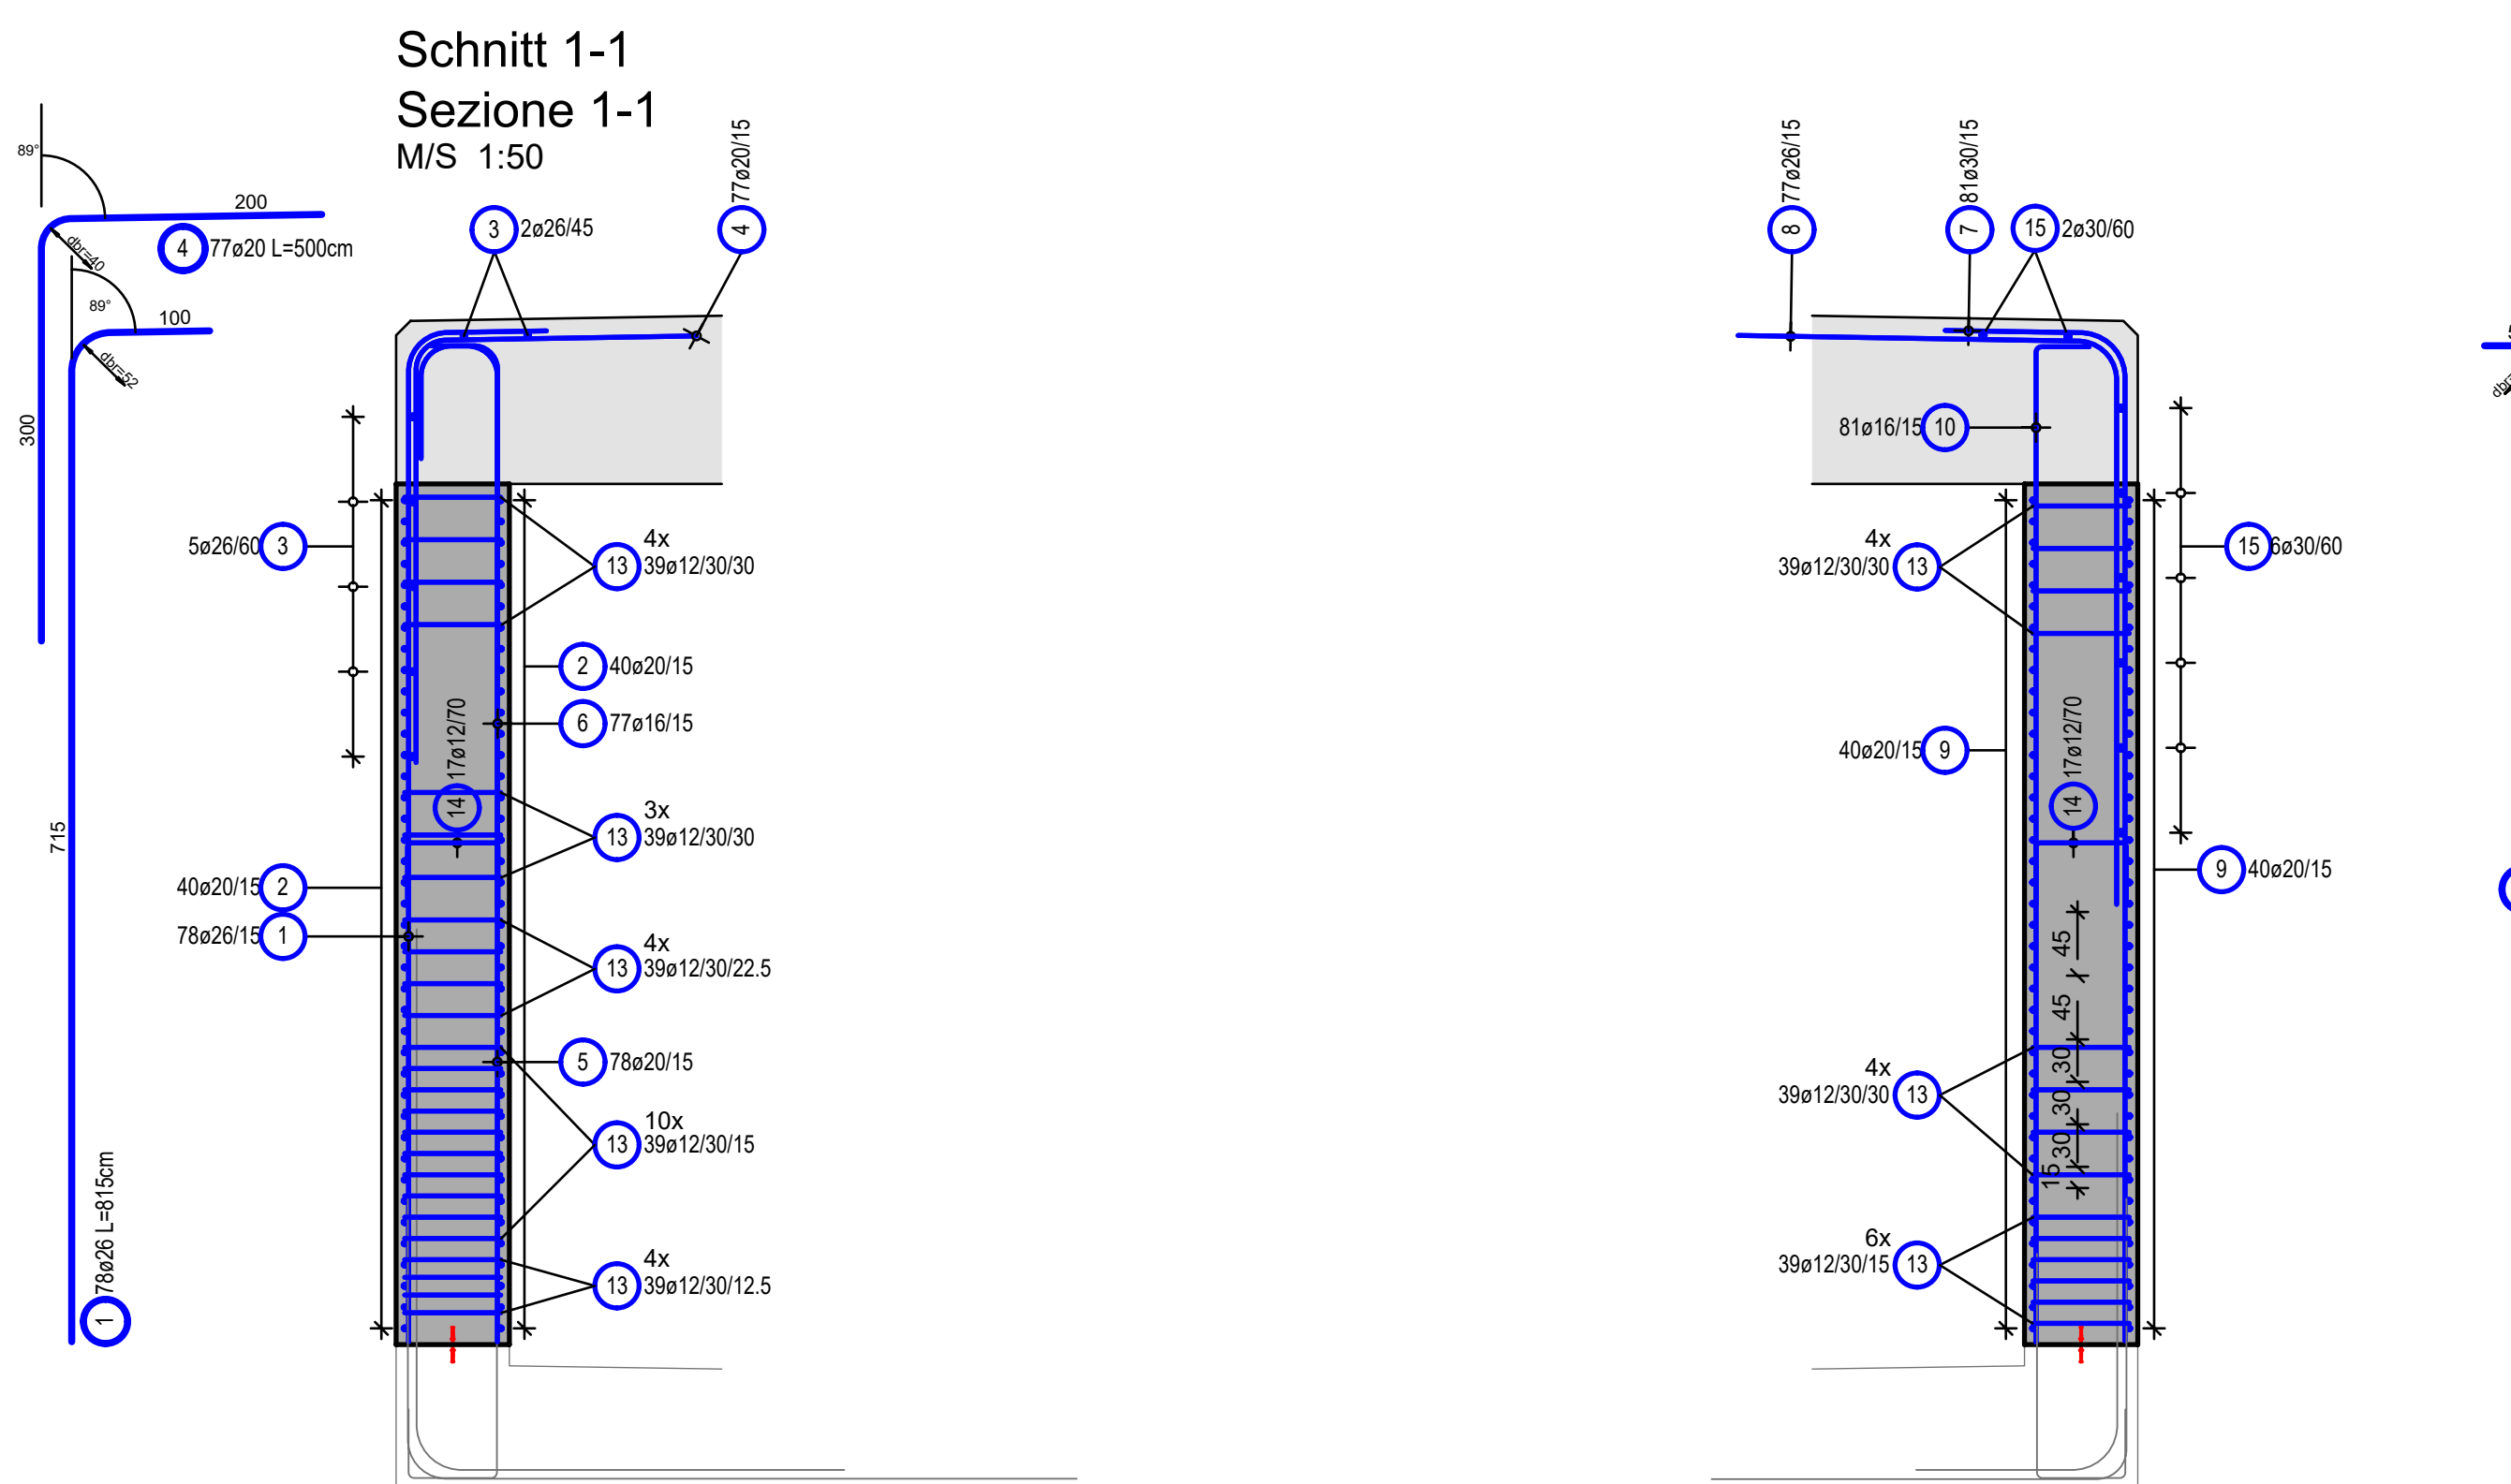 Schnitt 1-1
Sezione 1-1
M/S 1:50
89°
200
dbr=40
4 77ø20 L=500cm
89°
100
dbr=52
300
715
1 78ø26 L=815cm
3 2ø26/45
4 77ø20/15
5ø26/60 3
4x
13 39ø12/30/30
2 40ø20/15
6 77ø16/15
14 17ø12/70
3x
13 39ø12/30/30
40ø20/15 2
78ø26/15 1
4x
13 39ø12/30/22.5
5 78ø20/15
10x
13 39ø12/30/15
4x
13 39ø12/30/12.5
8 77ø26/15
7 81ø30/15
15 2ø30/60
81ø16/15 10
4x
39ø12/30/30 13
15 6ø30/60
40ø20/15 9
14 17ø12/70
9 40ø20/15
45
45
30
30
30
15
4x
39ø12/30/30 13
6x
39ø12/30/15 13